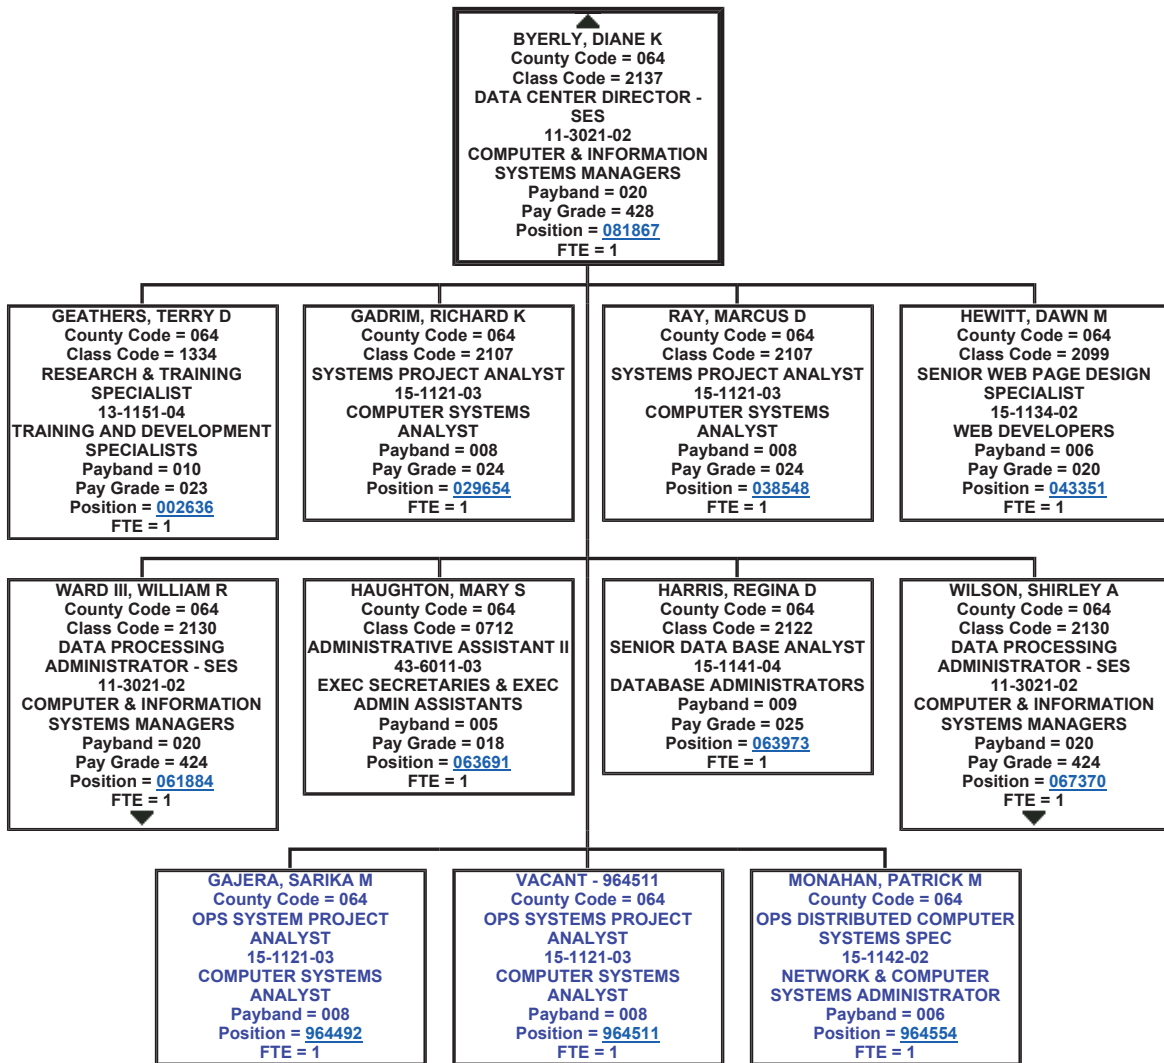 BYERLY, DIANE K
County Code = 064
Class Code = 2137
DATA CENTER DIRECTOR -
SES
11-3021-02
COMPUTER & INFORMATION
SYSTEMS MANAGERS
Payband = 020
Pay Grade = 428
Position = 081867
FTE = 1
GEATHERS, TERRY D
County Code = 064
Class Code = 1334
RESEARCH & TRAINING
SPECIALIST
13-1151-04
TRAINING AND DEVELOPMENT
SPECIALISTS
Payband = 010
Pay Grade = 023
Position = 002636
FTE = 1
GADRIM, RICHARD K
County Code = 064
Class Code = 2107
SYSTEMS PROJECT ANALYST
15-1121-03
COMPUTER SYSTEMS
ANALYST
Payband = 008
Pay Grade = 024
Position = 029654
FTE = 1
RAY, MARCUS D
County Code = 064
Class Code = 2107
SYSTEMS PROJECT ANALYST
15-1121-03
COMPUTER SYSTEMS
ANALYST
Payband = 008
Pay Grade = 024
Position = 038548
FTE = 1
HEWITT, DAWN M
County Code = 064
Class Code = 2099
SENIOR WEB PAGE DESIGN
SPECIALIST
15-1134-02
WEB DEVELOPERS
Payband = 006
Pay Grade = 020
Position = 043351
FTE = 1
WARD III, WILLIAM R
County Code = 064
Class Code = 2130
DATA PROCESSING
ADMINISTRATOR - SES
11-3021-02
COMPUTER & INFORMATION
SYSTEMS MANAGERS
Payband = 020
Pay Grade = 424
Position = 061884
FTE = 1
HAUGHTON, MARY S
County Code = 064
Class Code = 0712
ADMINISTRATIVE ASSISTANT II
43-6011-03
EXEC SECRETARIES & EXEC
ADMIN ASSISTANTS
Payband = 005
Pay Grade = 018
Position = 063691
FTE = 1
HARRIS, REGINA D
County Code = 064
Class Code = 2122
SENIOR DATA BASE ANALYST
15-1141-04
DATABASE ADMINISTRATORS
Payband = 009
Pay Grade = 025
Position = 063973
FTE = 1
WILSON, SHIRLEY A
County Code = 064
Class Code = 2130
DATA PROCESSING
ADMINISTRATOR - SES
11-3021-02
COMPUTER & INFORMATION
SYSTEMS MANAGERS
Payband = 020
Pay Grade = 424
Position = 067370
FTE = 1
GAJERA, SARIKA M
County Code = 064
OPS SYSTEM PROJECT
ANALYST
15-1121-03
COMPUTER SYSTEMS
ANALYST
Payband = 008
Position = 964492
FTE = 1
VACANT - 964511
County Code = 064
OPS SYSTEMS PROJECT
ANALYST
15-1121-03
COMPUTER SYSTEMS
ANALYST
Payband = 008
Position = 964511
FTE = 1
MONAHAN, PATRICK M
County Code = 064
OPS DISTRIBUTED COMPUTER
SYSTEMS SPEC
15-1142-02
NETWORK & COMPUTER
SYSTEMS ADMINISTRATOR
Payband = 006
Position = 964554
FTE = 1